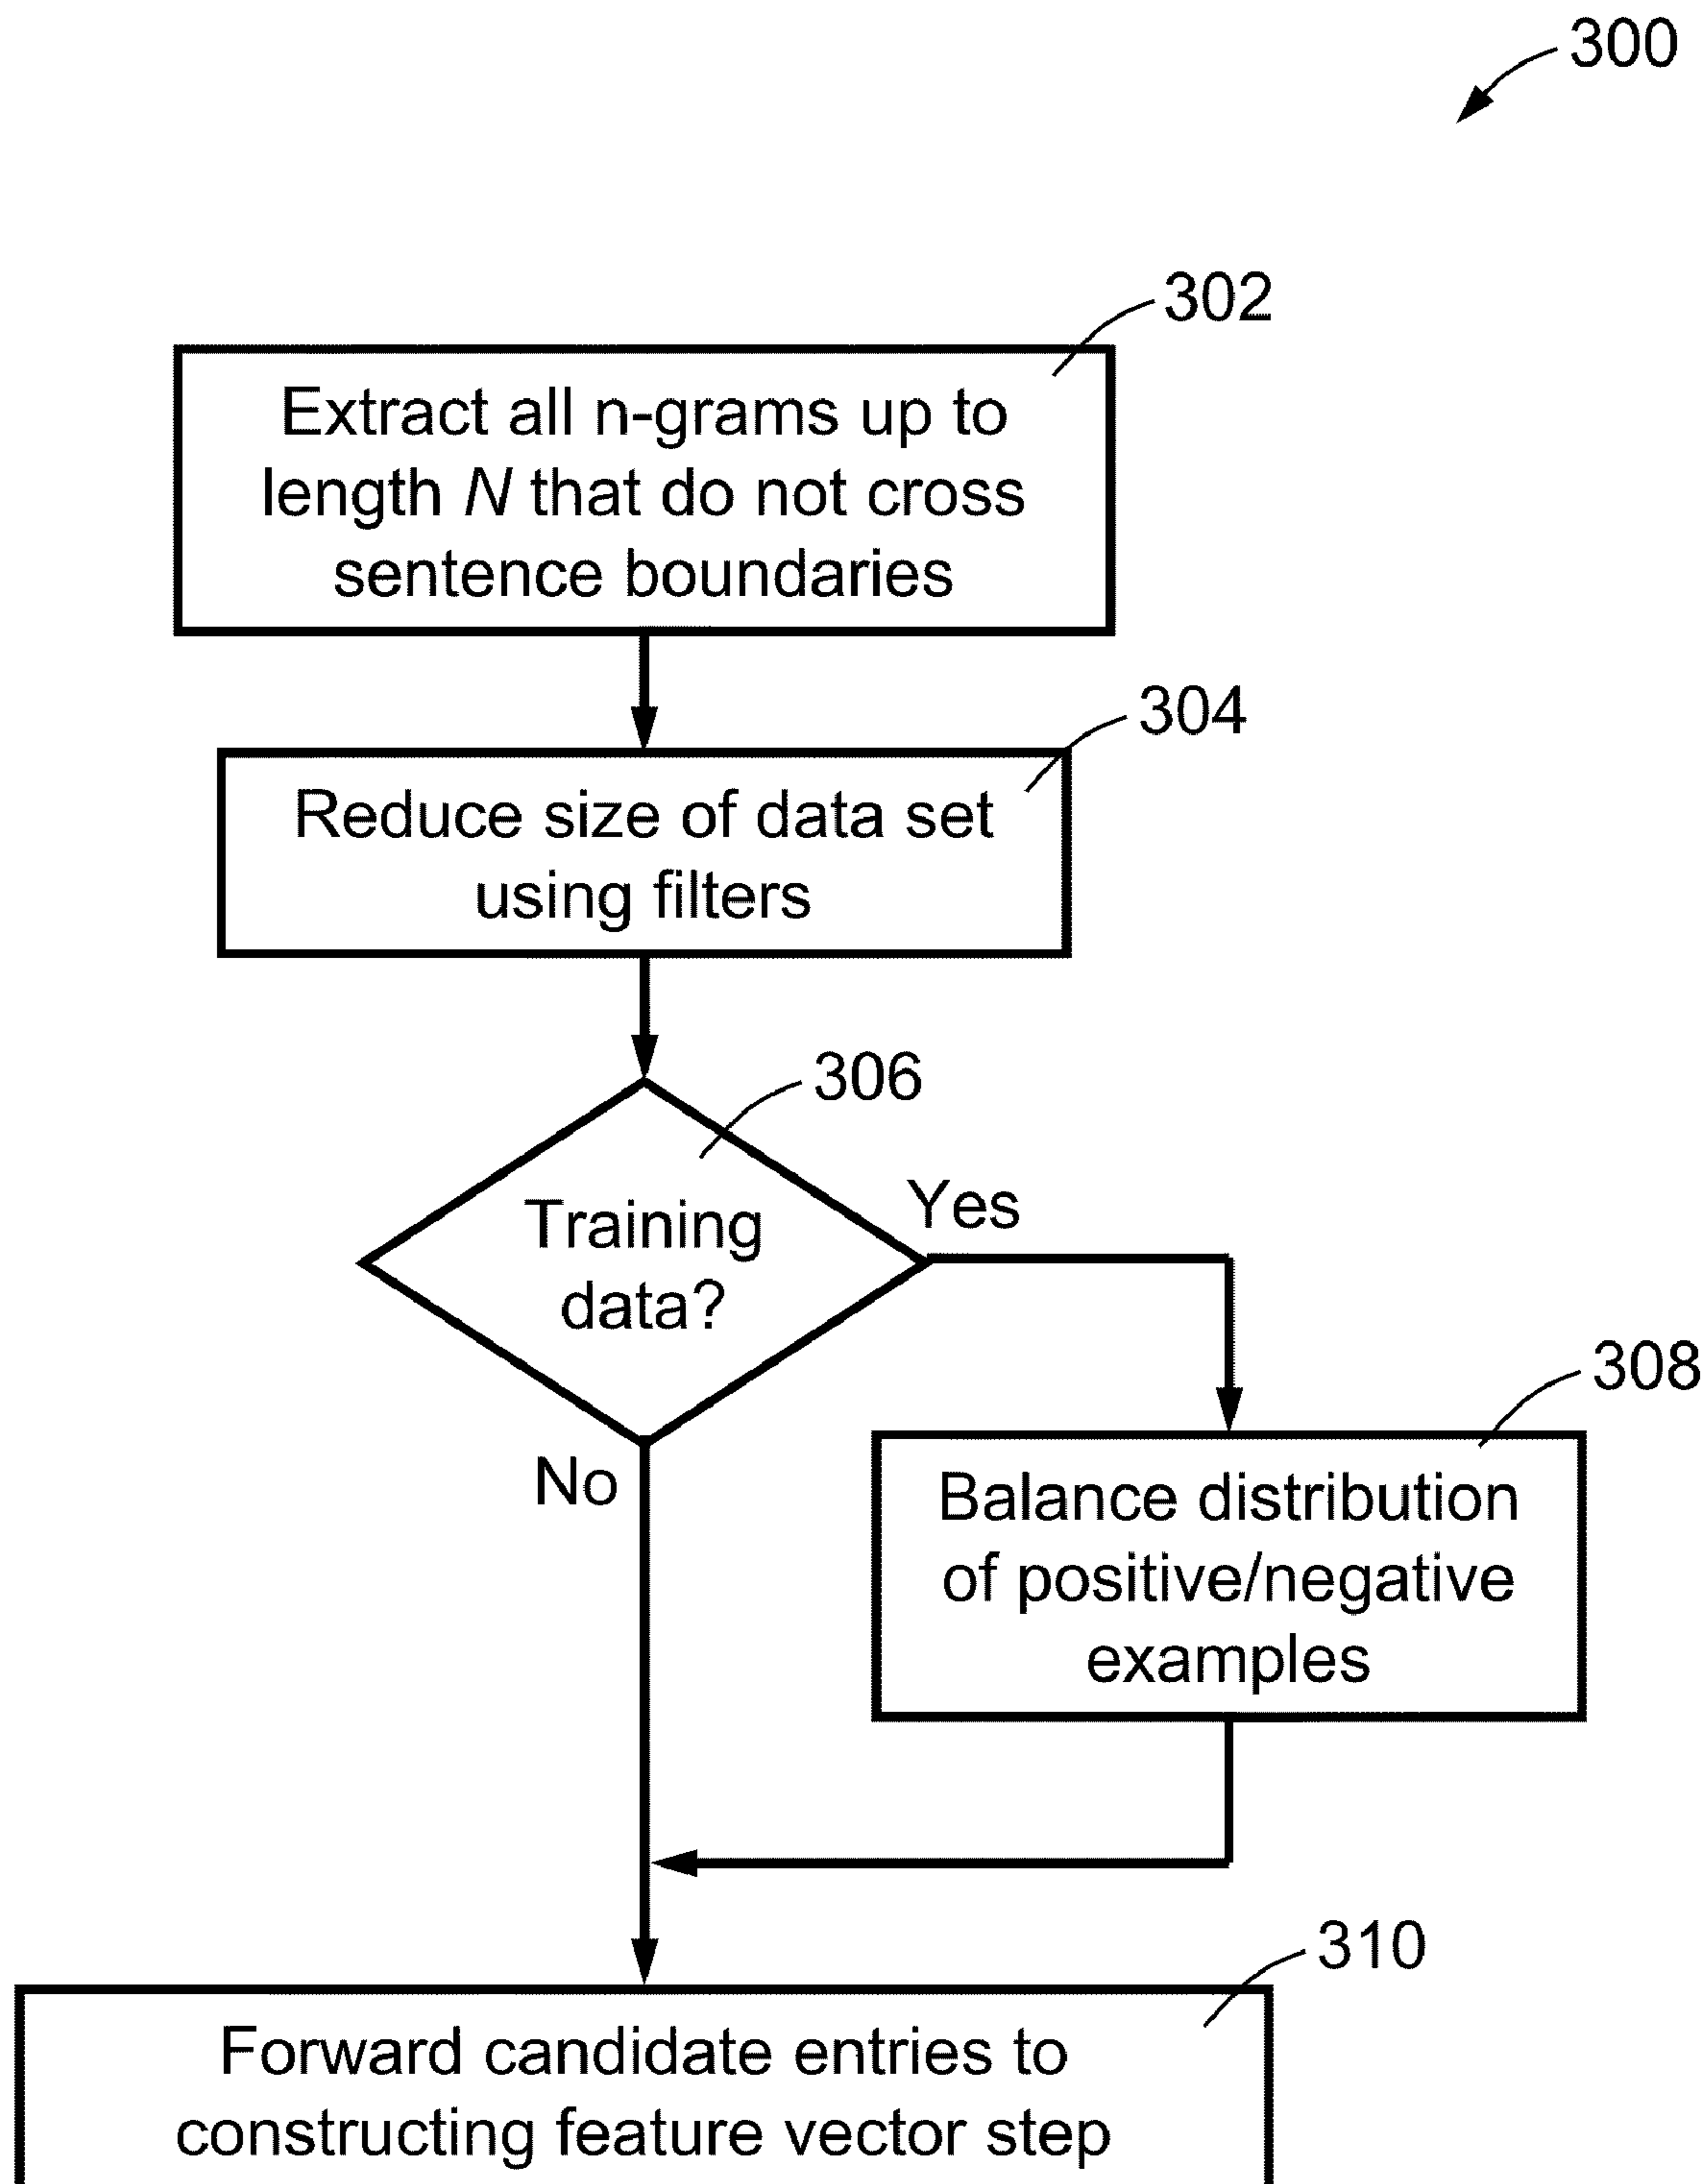 300
302
Extract all n-grams up to
length N that do not cross
sentence boundaries
304
Reduce size of data set
using filters
306
Training
data?
Yes
No
308
Balance distribution
of positive/negative
examples
310
Forward candidate entries to
constructing feature vector step